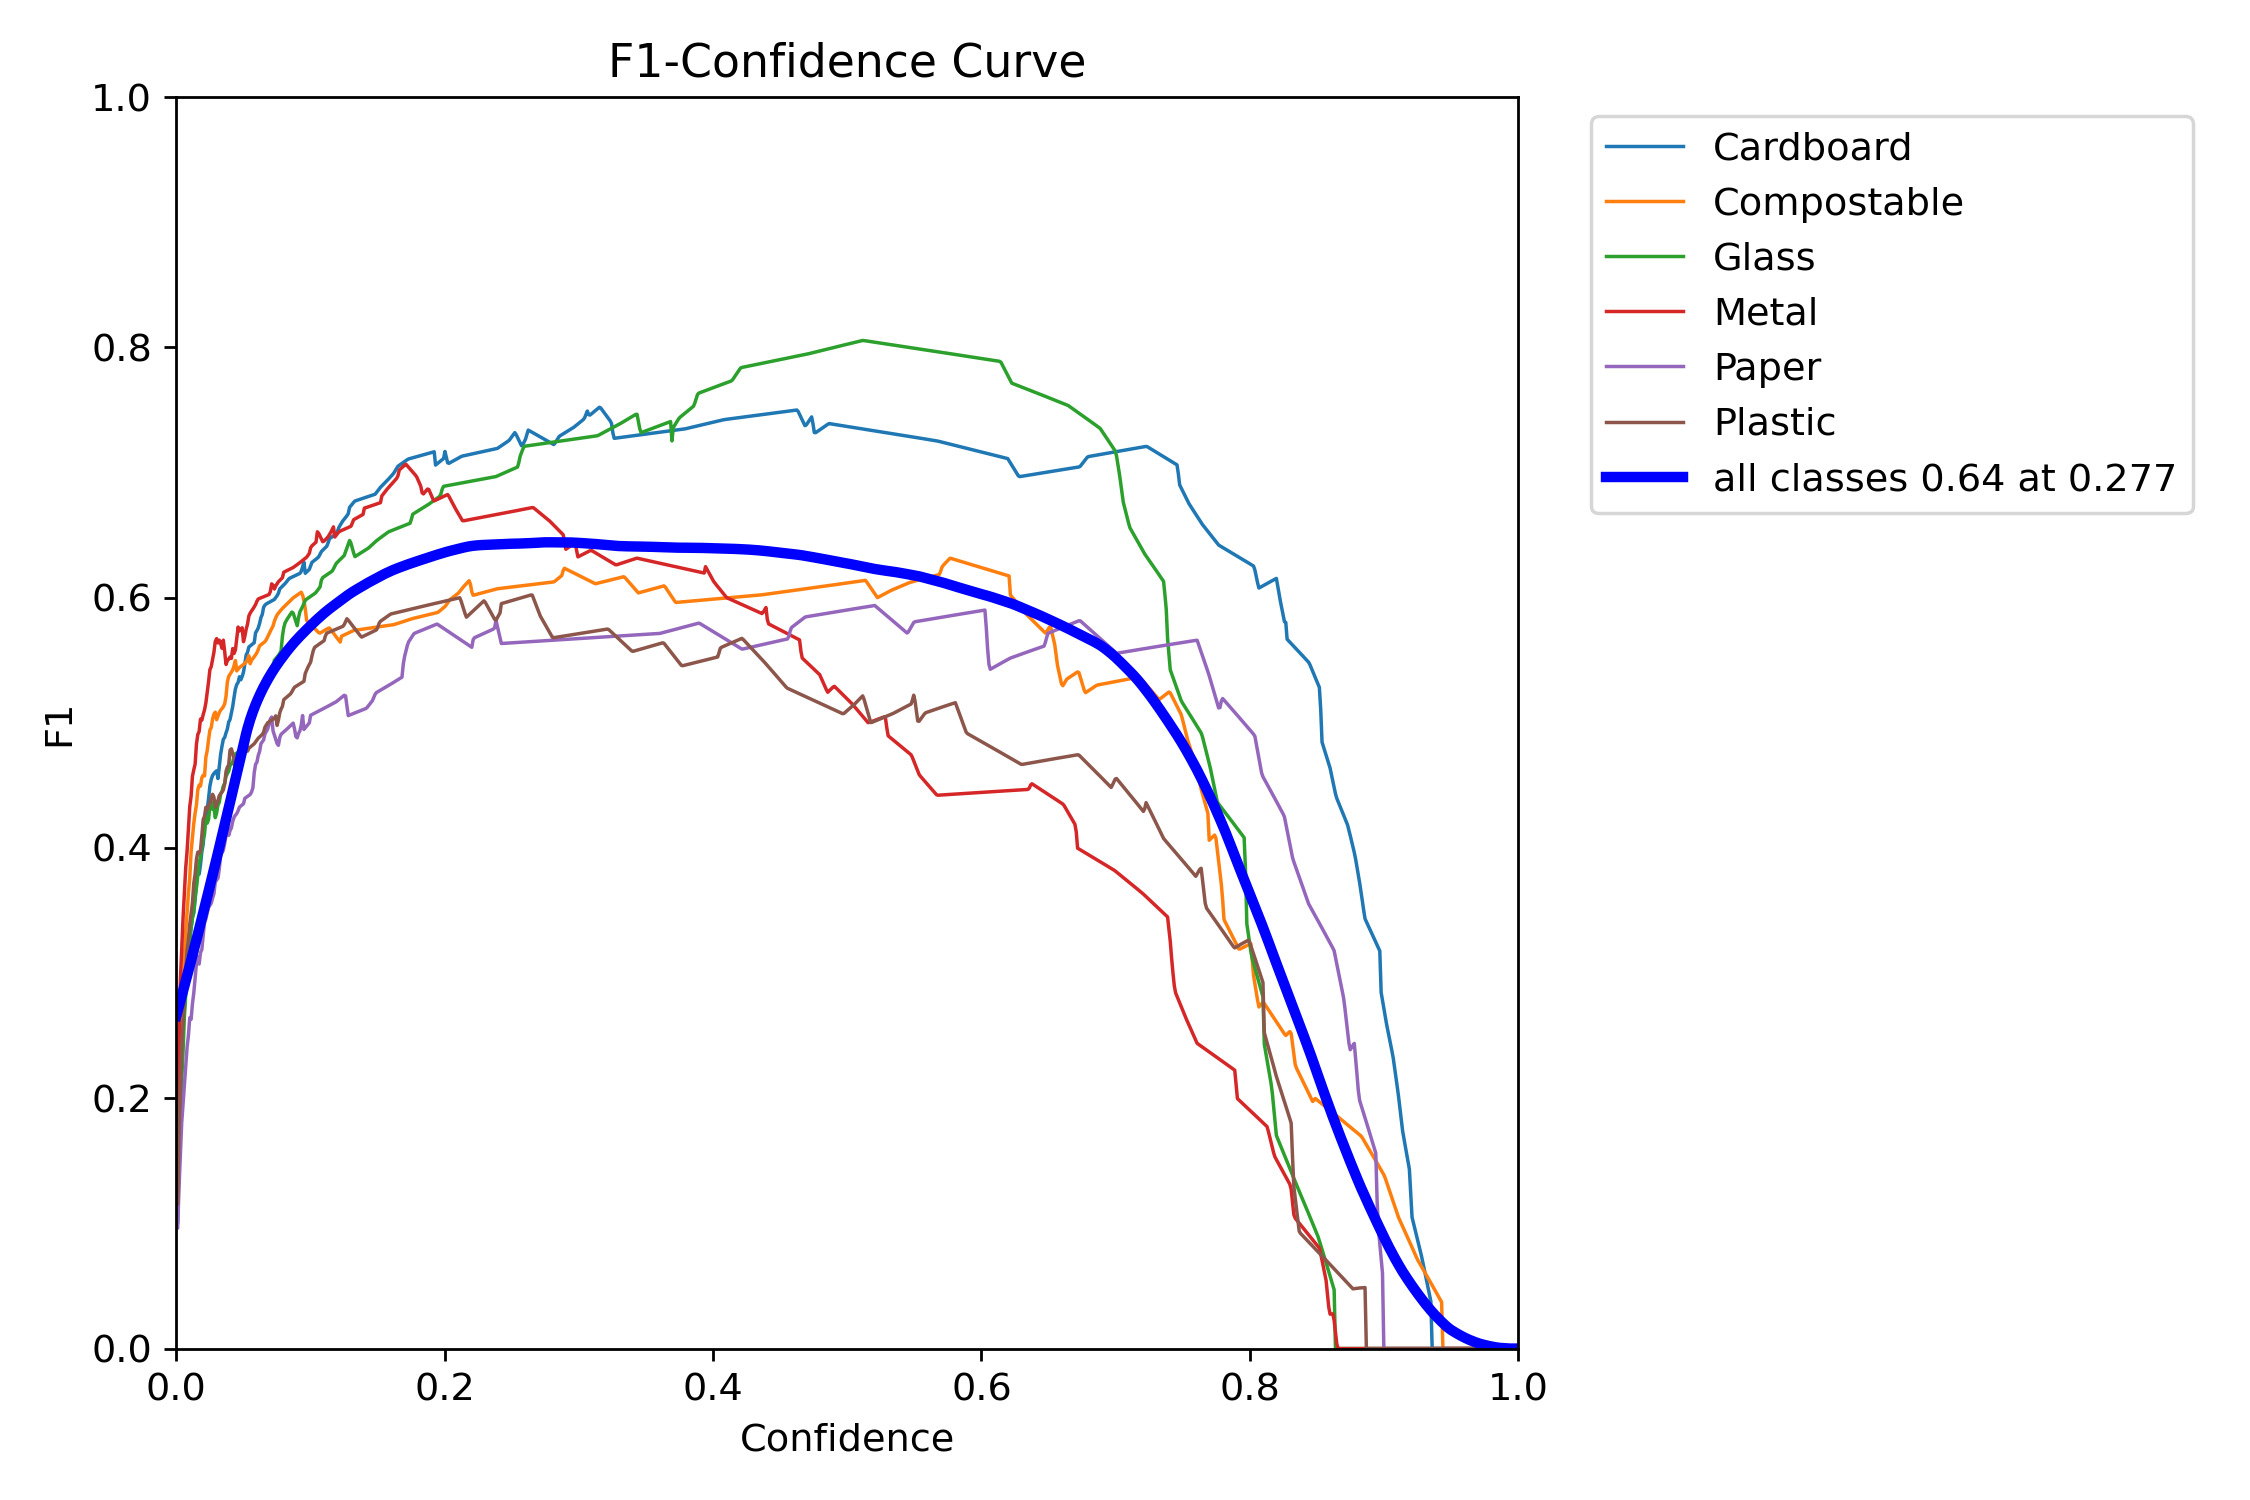 F1-Confidence Curve
1.0
0.8
0.6
0.4
0.2
0.0
F1
0.0 0.2 0.4 0.6 0.8 1.0
Confidence
Cardboard
Compostable
Glass
Metal
Paper
Plastic
all classes 0.64 at 0.277